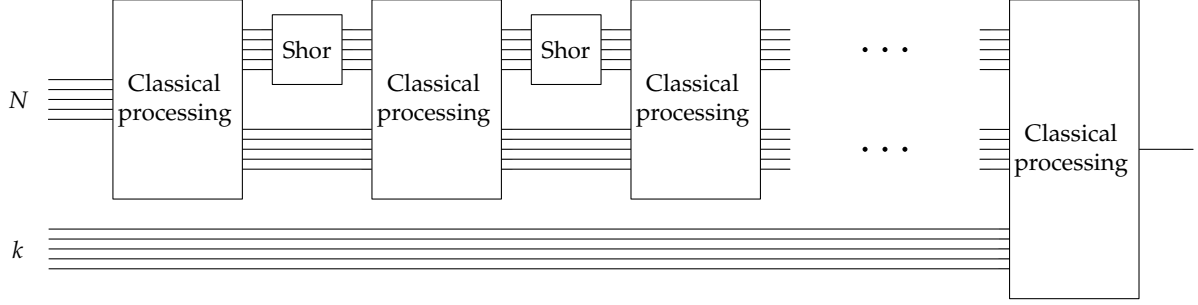 Shor
Shor
. . .
N
Classical
processing
Classical
processing
Classical
processing
. . .
Classical
processing
k